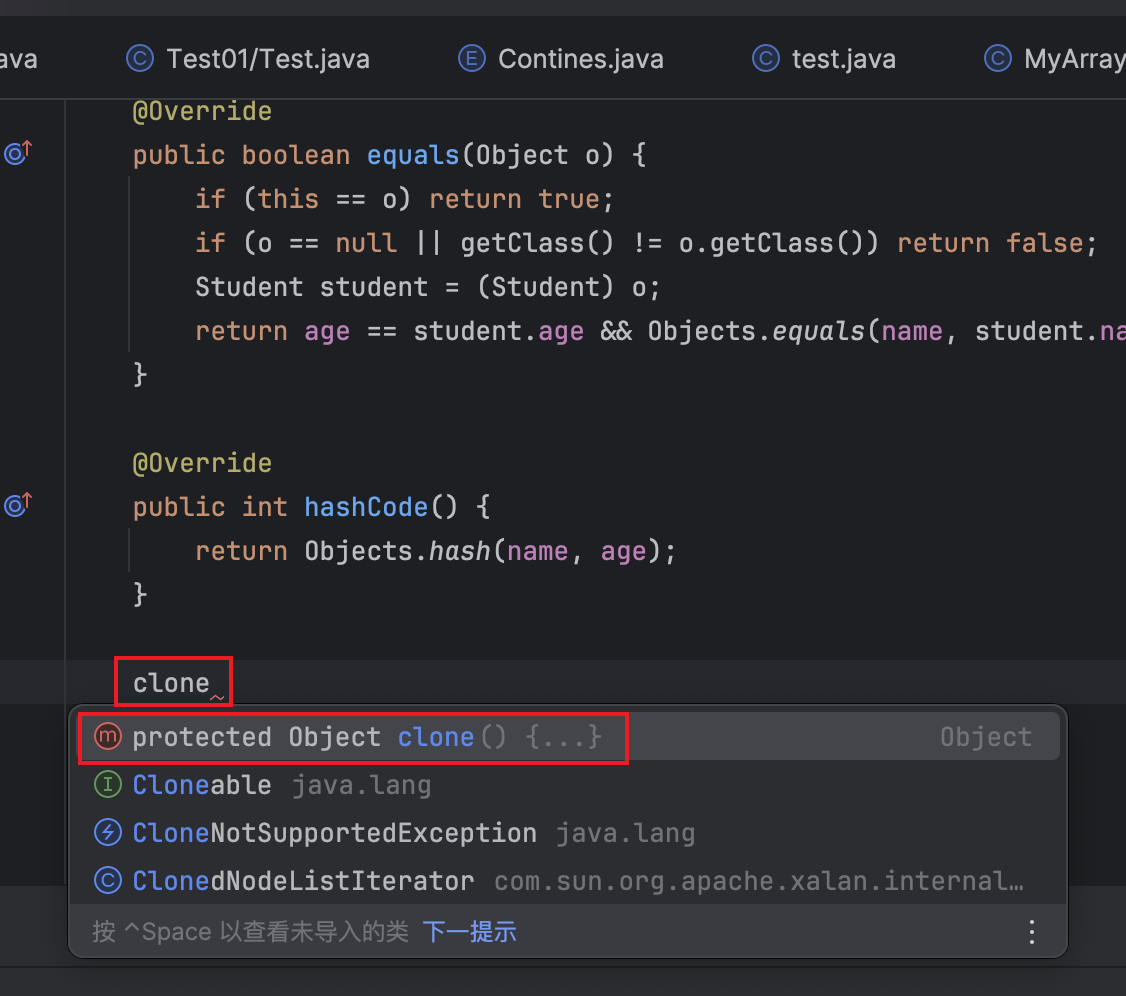 ava Test01/Test.java Contines.java test.java MyArray
@Override
public boolean equals(Object o) {
if (this == o) return true;
if (o == null || getClass() != o.getClass()) return false;
Student student = (Student) o;
return age == student.age && Objects.equals(name, student.na
}
@Override
public int hashCode() {
return Objects.hash(name, age);
}
clone
protected Object clone() {...} Object
Cloneable java.lang
CloneNotSupportedException java.lang
ClonedNodeListIterator com.sun.org.apache.xalan.internal…
按 ^Space 以查看未导入的类 下一提示